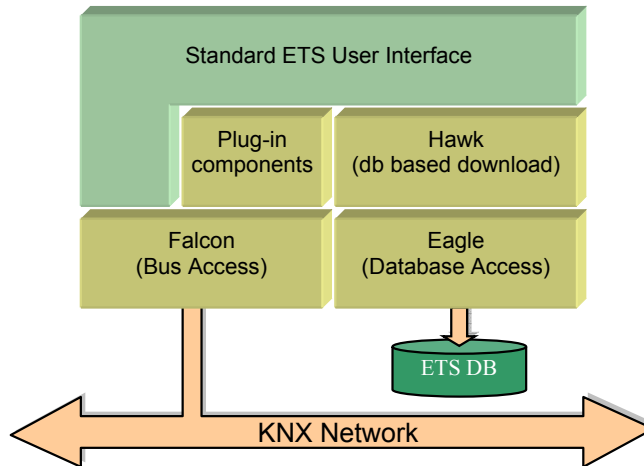 Standard ETS User Interface
Plug-in
components
Hawk
(db based download)
Falcon
(Bus Access)
Eagle
(Database Access)
ETS DB
KNX Network